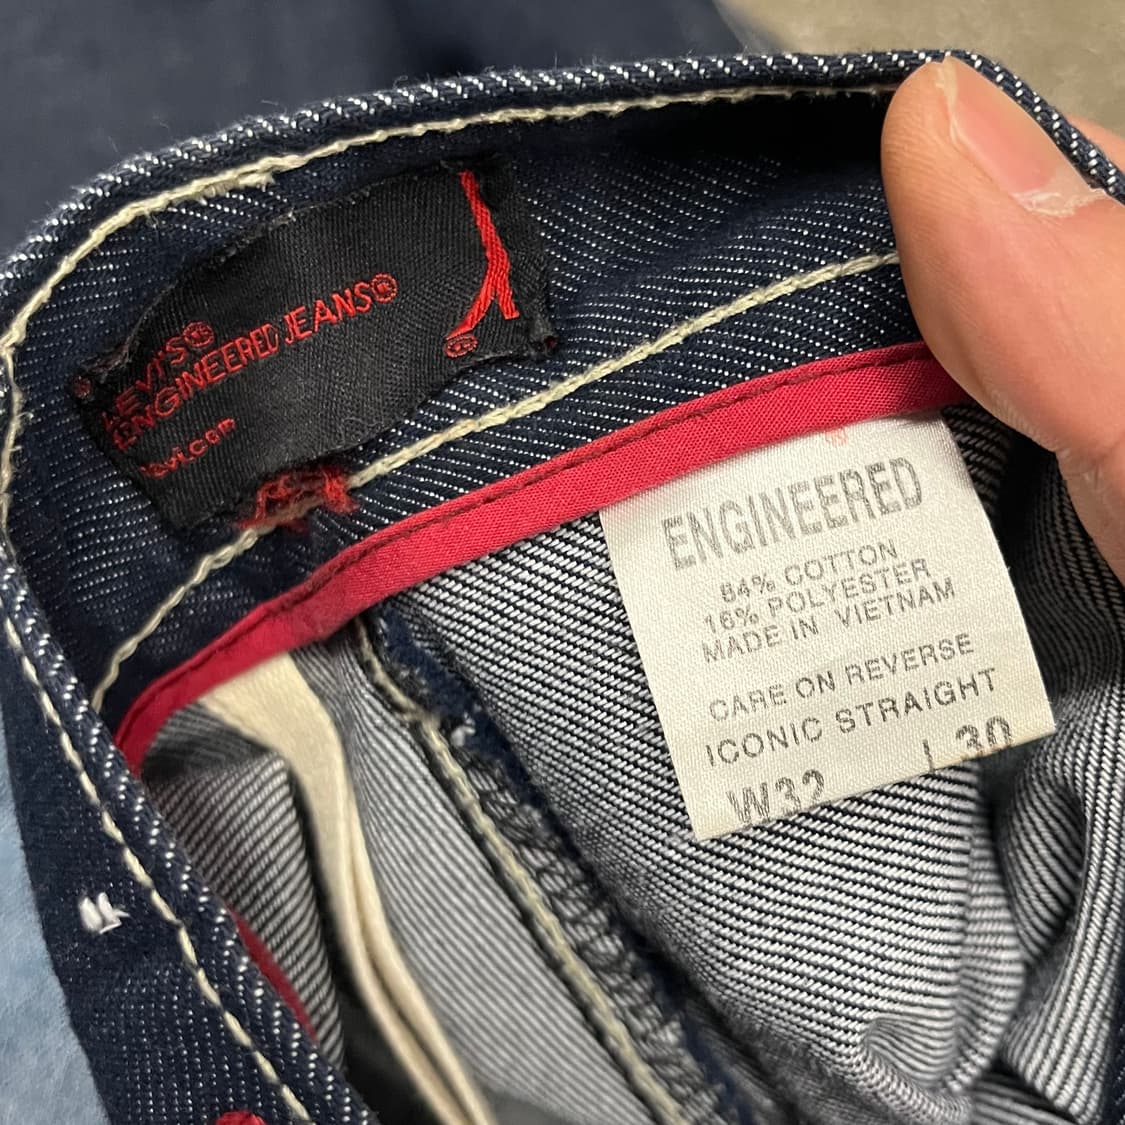 LEVI'S®
ENGINEERED JEANS®
levi.com
®
ENGINEERED
84% COTTON
16% POLYESTER
MADE IN VIETNAM
CARE ON REVERSE
ICONIC STRAIGHT
W32 L 30